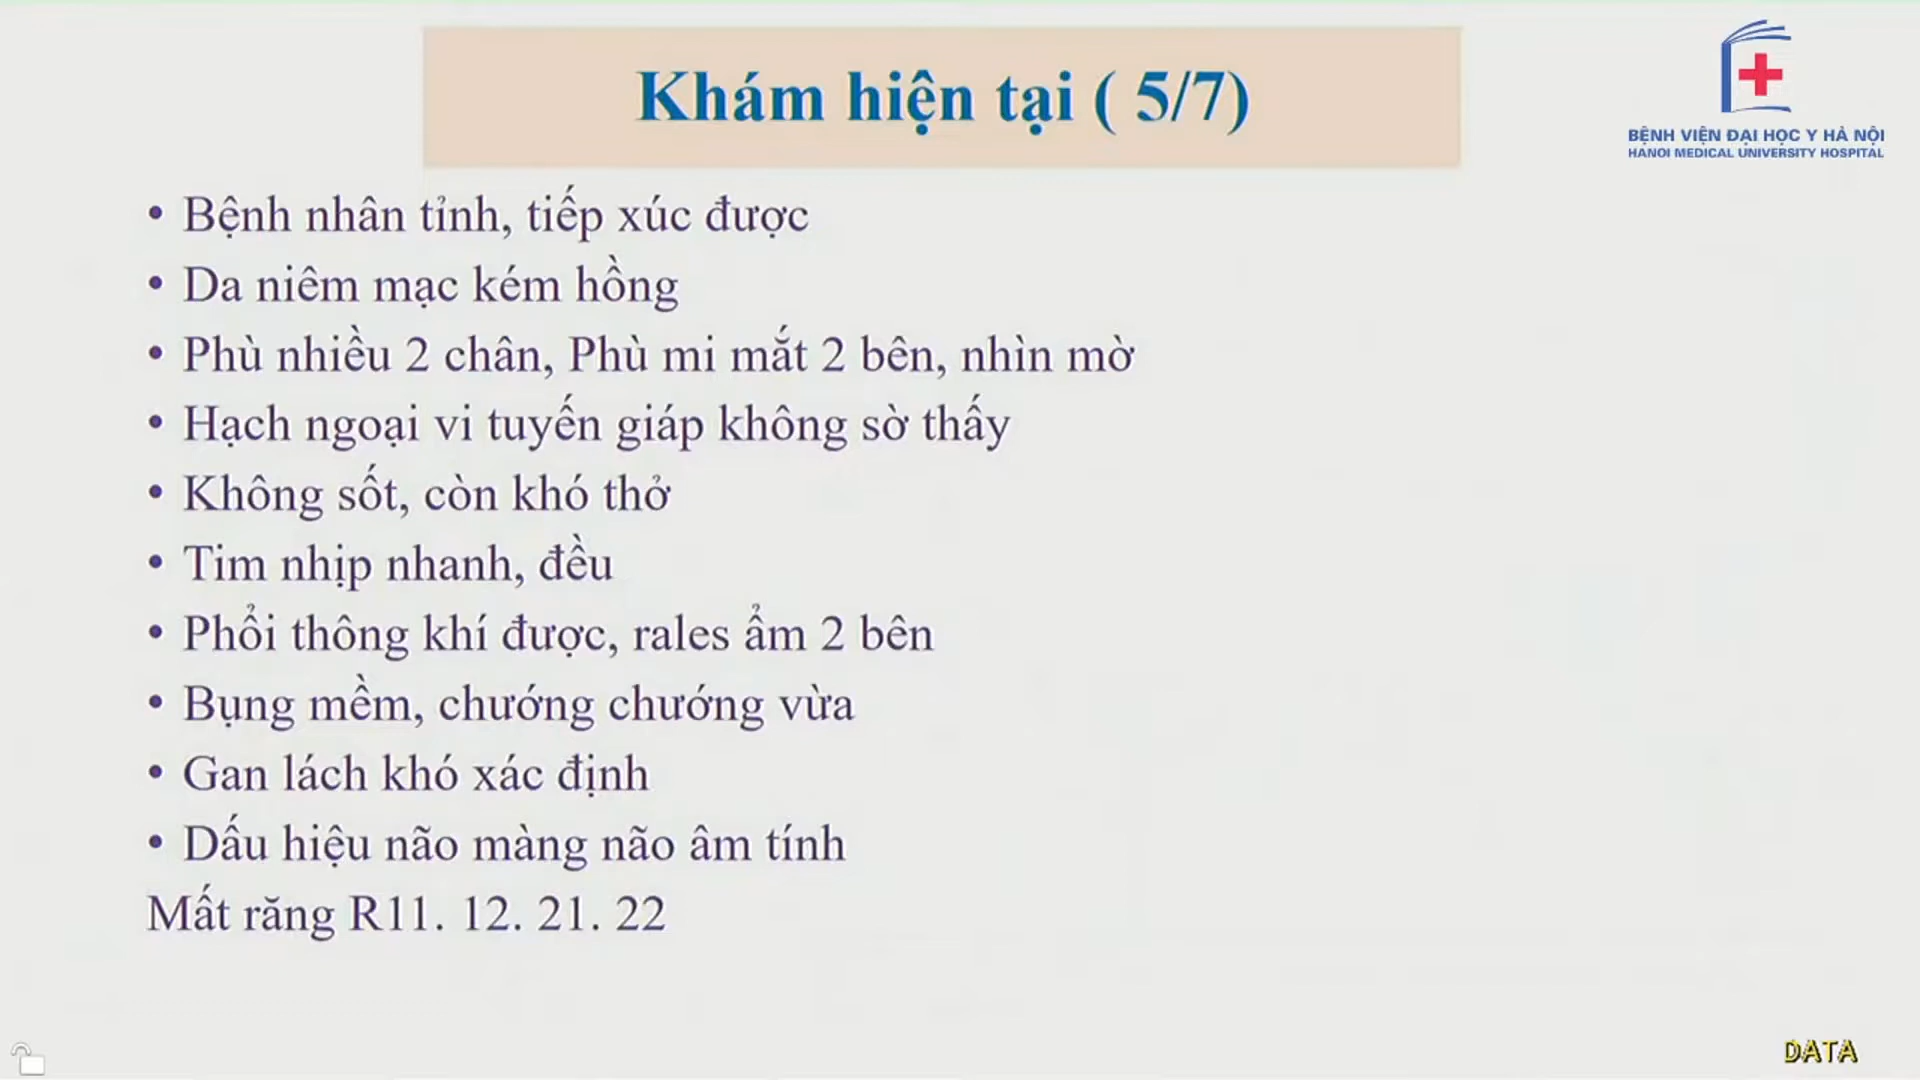 Khám hiện tại ( 5/7)
BỆNH VIỆN ĐẠI HỌC Y HÀ NỘI
HANOI MEDICAL UNIVERSITY HOSPITAL
• Bệnh nhân tỉnh, tiếp xúc được
• Da niêm mạc kém hồng
• Phù nhiều 2 chân, Phù mi mắt 2 bên, nhìn mờ
• Hạch ngoại vi tuyến giáp không sờ thấy
• Không sốt, còn khó thở
• Tim nhịp nhanh, đều
• Phổi thông khí được, rales ẩm 2 bên
• Bụng mềm, chướng chướng vừa
• Gan lách khó xác định
• Dấu hiệu não màng não âm tính
Mất răng R11. 12. 21. 22
DATA